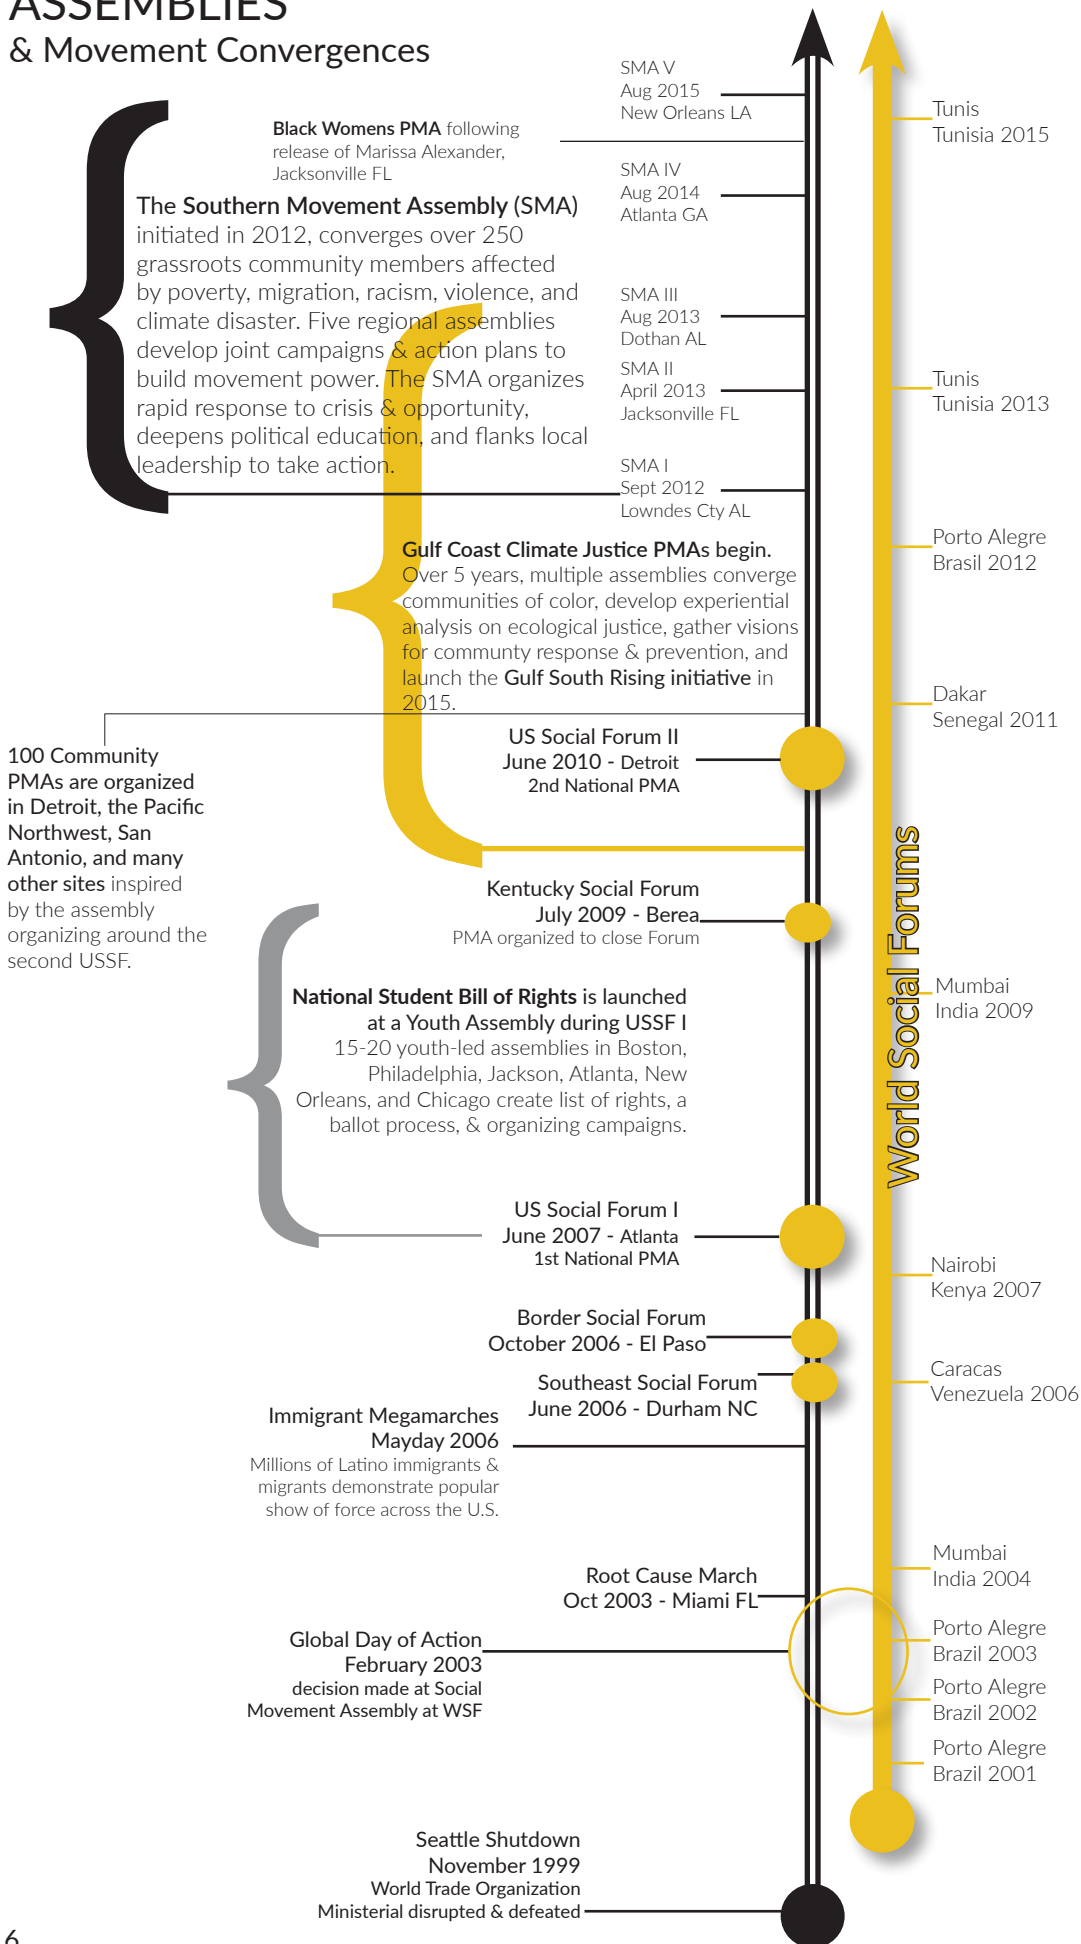 ASSEMBLIES
& Movement Convergences
SMA V
Aug 2015
New Orleans LA
Black Womens PMA following
release of Marissa Alexander,
Jacksonville FL
SMA IV
Aug 2014
Atlanta GA
The Southern Movement Assembly (SMA)
initiated in 2012, converges over 250
grassroots community members affected
by poverty, migration, racism, violence, and
climate disaster. Five regional assemblies
develop joint campaigns & action plans to
build movement power. The SMA organizes
rapid response to crisis & opportunity,
deepens political education, and flanks local
leadership to take action.
SMA III
Aug 2013
Dothan AL
SMA II
April 2013
Jacksonville FL
SMA I
Sept 2012
Lowndes Cty AL
Gulf Coast Climate Justice PMAs begin.
Over 5 years, multiple assemblies converge
communities of color, develop experiential
analysis on ecological justice, gather visions
for communty response & prevention, and
launch the Gulf South Rising initiative in
2015.
100 Community
PMAs are organized
in Detroit, the Pacific
Northwest, San
Antonio, and many
other sites inspired
by the assembly
organizing around the
second USSF.
US Social Forum II
June 2010 - Detroit
2nd National PMA
Kentucky Social Forum
July 2009 - Berea
PMA organized to close Forum
National Student Bill of Rights is launched
at a Youth Assembly during USSF I
15-20 youth-led assemblies in Boston,
Philadelphia, Jackson, Atlanta, New
Orleans, and Chicago create list of rights, a
ballot process, & organizing campaigns.
US Social Forum I
June 2007 - Atlanta
1st National PMA
Border Social Forum
October 2006 - El Paso
Southeast Social Forum
June 2006 - Durham NC
Immigrant Megamarches
Mayday 2006
Millions of Latino immigrants &
migrants demonstrate popular
show of force across the U.S.
Root Cause March
Oct 2003 - Miami FL
Global Day of Action
February 2003
decision made at Social
Movement Assembly at WSF
Seattle Shutdown
November 1999
World Trade Organization
Ministerial disrupted & defeated
World Social Forums
Tunis
Tunisia 2015
Tunis
Tunisia 2013
Porto Alegre
Brasil 2012
Dakar
Senegal 2011
Mumbai
India 2009
Nairobi
Kenya 2007
Caracas
Venezuela 2006
Mumbai
India 2004
Porto Alegre
Brazil 2003
Porto Alegre
Brazil 2002
Porto Alegre
Brazil 2001
6